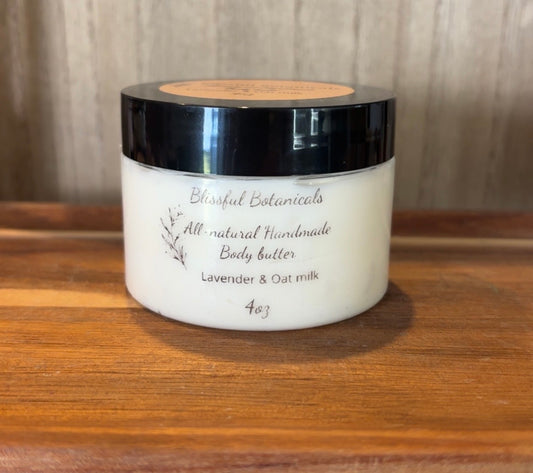 Blissful Botanicals
All-natural Handmade
Body butter
Lavender & Oat milk
4oz